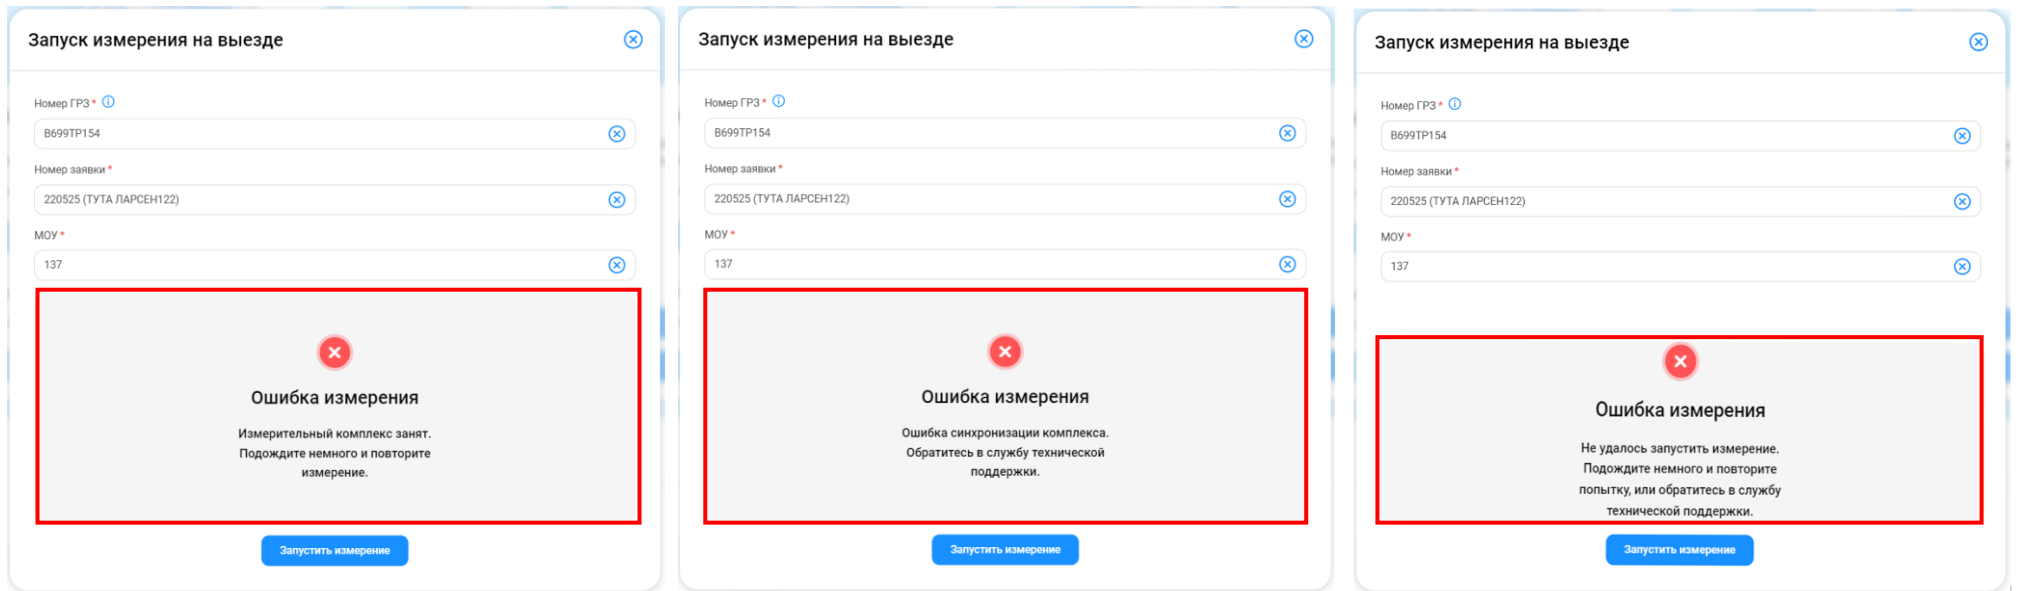 Запуск измерения на выезде
Номер ГРЗ *
В699ТР154
Номер заявки *
220525 (ТУТА ЛАРСЕН122)
МОУ *
137
Ошибка измерения
Измерительный комплекс занят.
Подождите немного и повторите
измерение.
Запустить измерение
Запуск измерения на выезде
Номер ГРЗ *
В699ТР154
Номер заявки *
220525 (ТУТА ЛАРСЕН122)
МОУ *
137
Ошибка измерения
Ошибка синхронизации комплекса.
Обратитесь в службу технической
поддержки.
Запустить измерение
Запуск измерения на выезде
Номер ГРЗ *
В699ТР154
Номер заявки *
220525 (ТУТА ЛАРСЕН122)
МОУ *
137
Ошибка измерения
Не удалось запустить измерение.
Подождите немного и повторите
попытку, или обратитесь в службу
технической поддержки.
Запустить измерение